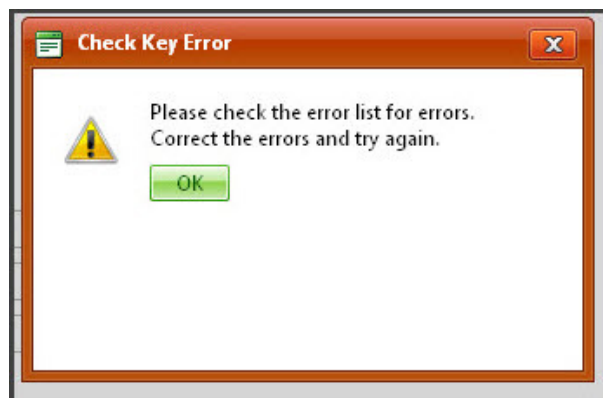 Check Key Error
Please check the error list for errors.
Correct the errors and try again.
OK